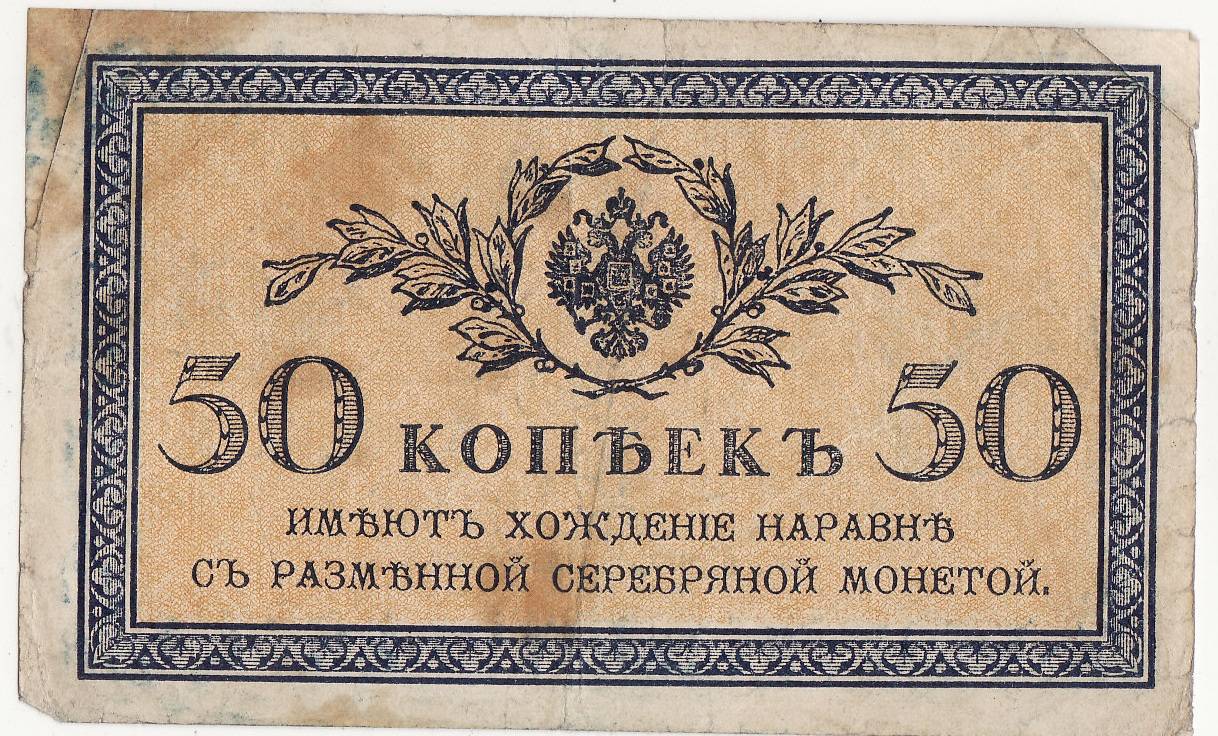 50 КОПѢЕКЪ 50
ИМѢЮТЪ ХОЖДЕНІЕ НАРАВНѢ
СЪ РАЗМѢННОЙ СЕРЕБРЯНОЙ МОНЕТОЙ.